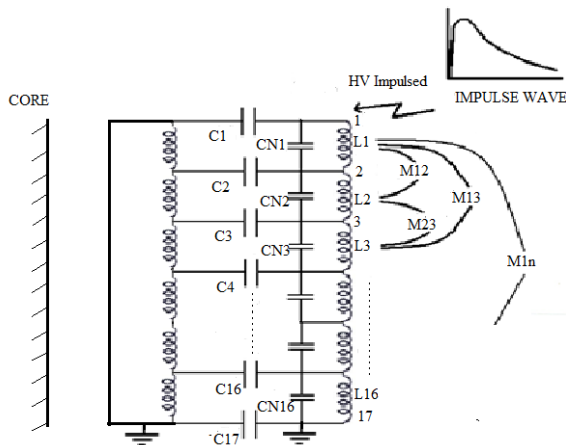 HV Impulsed
IMPULSE WAVE
CORE
1
C1
CN1
L1
M12
2
C2
CN2
L2
M13
3
M23
C3
CN3
L3
M1n
C4
C16
L16
CN16
17
C17